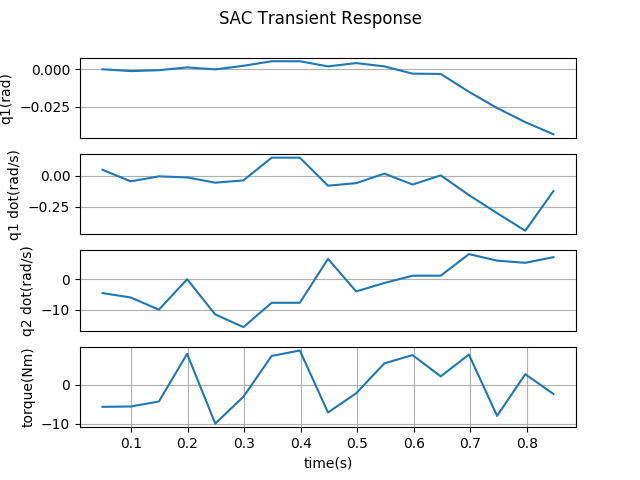 SAC Transient Response
0.000
−0.025
q1(rad)
0.00
−0.25
q1 dot(rad/s)
0
−10
q2 dot(rad/s)
0
−10
torque(Nm)
0.1 0.2 0.3 0.4 0.5 0.6 0.7 0.8
time(s)